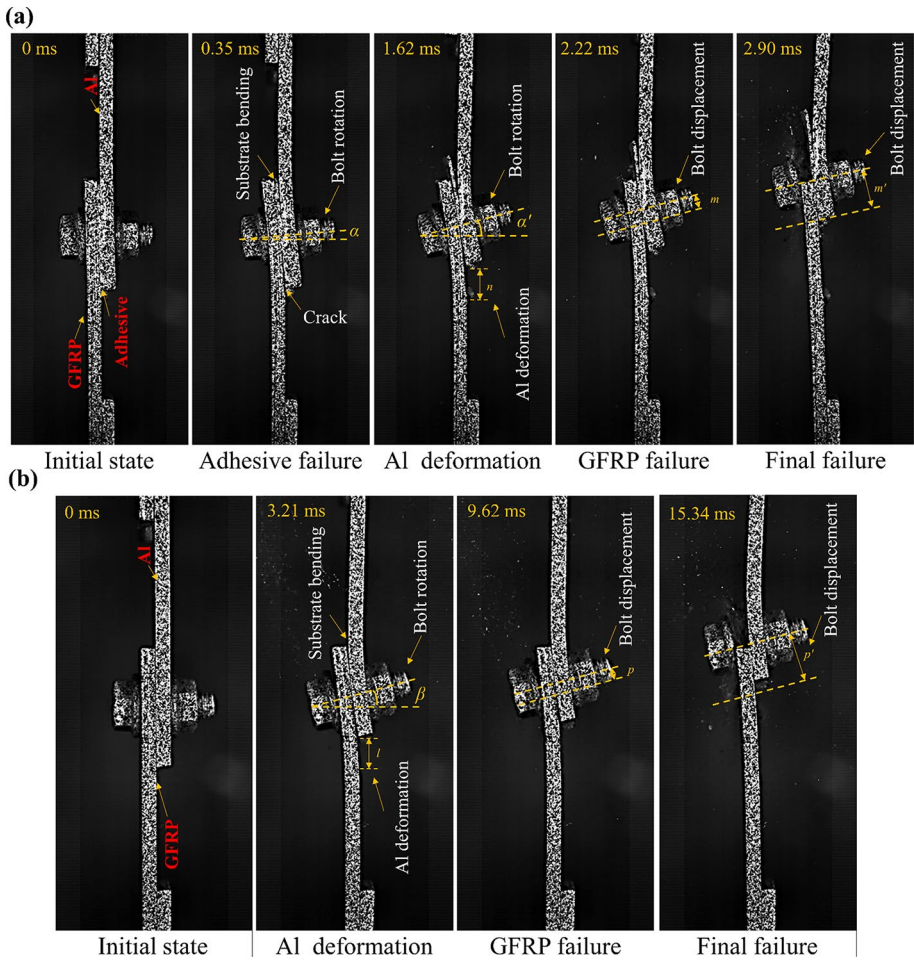 (a)
0 ms
Al
GFRP
Adhesive
Initial state
0.35 ms
Substrate bending
Bolt rotation
α
Crack
Adhesive failure
1.62 ms
Bolt rotation
α′
n
Al deformation
Al deformation
2.22 ms
Bolt displacement
m
GFRP failure
2.90 ms
Bolt displacement
m′
Final failure
(b)
0 ms
Al
GFRP
Initial state
3.21 ms
Substrate bending
Bolt rotation
β
l
Al deformation
Al deformation
9.62 ms
Bolt displacement
p
GFRP failure
15.34 ms
Bolt displacement
p′
Final failure